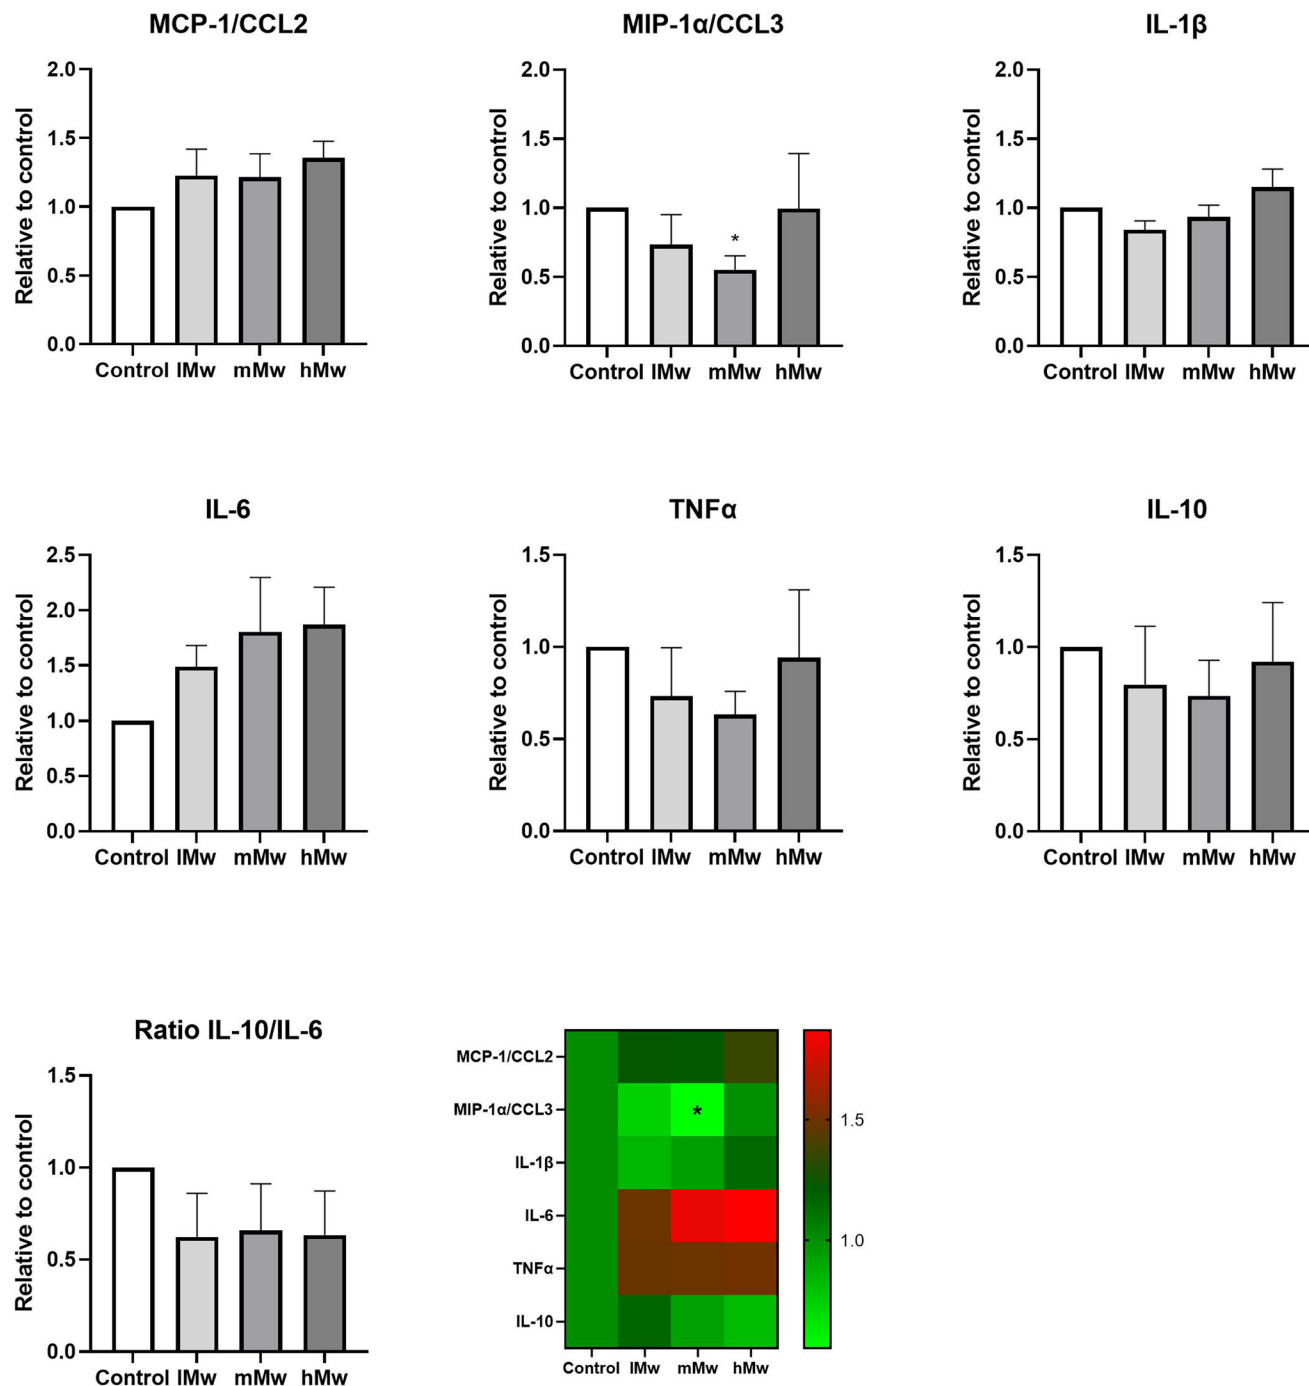 MCP-1/CCL2
2.0
1.5
1.0
0.5
0.0
Relative to control
Control lMw mMw hMw
MIP-1α/CCL3
2.0
1.5
1.0
0.5
0.0
Relative to control
*
Control lMw mMw hMw
IL-1β
2.0
1.5
1.0
0.5
0.0
Relative to control
Control lMw mMw hMw
IL-6
2.5
2.0
1.5
1.0
0.5
0.0
Relative to control
Control lMw mMw hMw
TNFα
1.5
1.0
0.5
0.0
Relative to control
Control lMw mMw hMw
IL-10
1.5
1.0
0.5
0.0
Relative to control
Control lMw mMw hMw
Ratio IL-10/IL-6
1.5
1.0
0.5
0.0
Relative to control
Control lMw mMw hMw
MCP-1/CCL2
MIP-1α/CCL3
*
IL-1β
IL-6
TNFα
IL-10
Control lMw mMw hMw
1.5
1.0